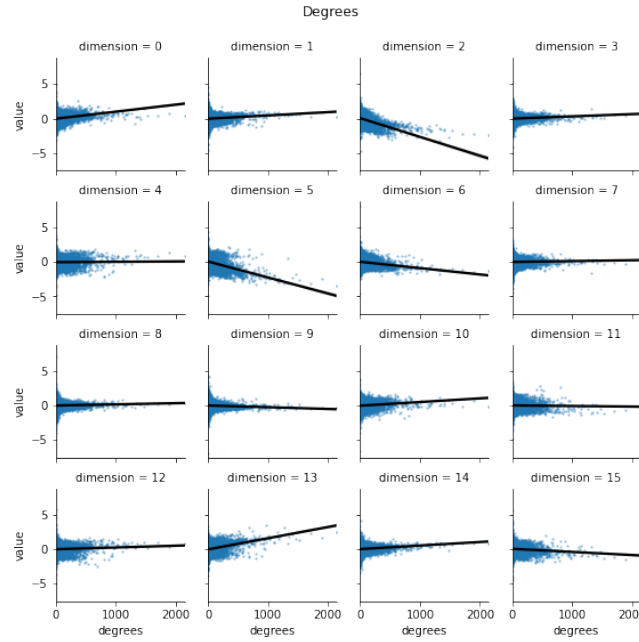 Degrees
dimension = 0
dimension = 1
dimension = 2
dimension = 3
value
5
0
−5
dimension = 4
dimension = 5
dimension = 6
dimension = 7
value
5
0
−5
dimension = 8
dimension = 9
dimension = 10
dimension = 11
value
5
0
−5
dimension = 12
dimension = 13
dimension = 14
dimension = 15
value
5
0
−5
0 1000 2000
0 1000 2000
0 1000 2000
0 1000 2000
degrees
degrees
degrees
degrees